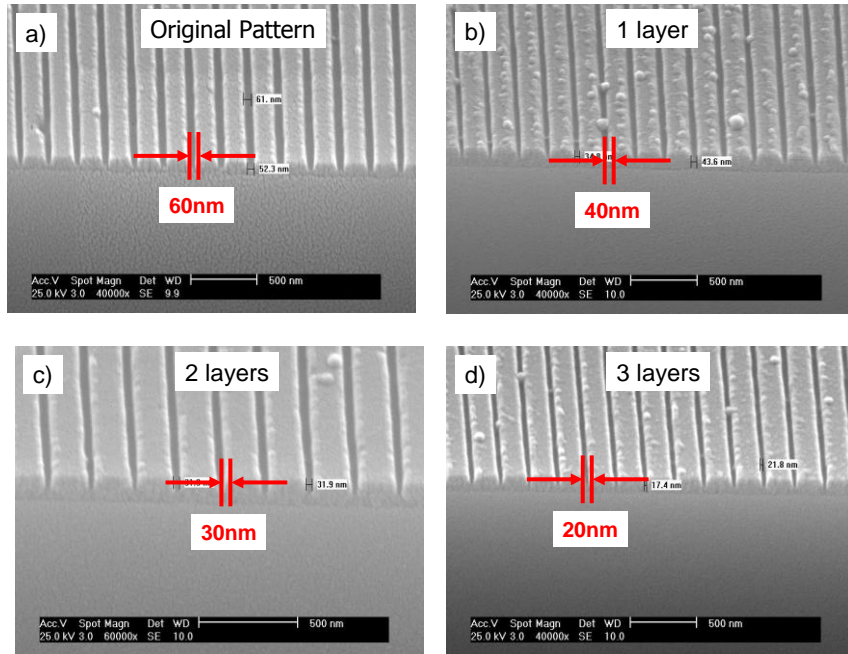 a)
Original Pattern
61. nm
52.3 nm
60nm
Acc.V Spot Magn Det WD 500 nm
25.0 kV 3.0 40000x SE 9.9
b)
1 layer
43.6 nm
40nm
Acc.V Spot Magn Det WD 500 nm
25.0 kV 3.0 40000x SE 10.0
c)
2 layers
31.9 nm
30nm
Acc.V Spot Magn Det WD 500 nm
25.0 kV 3.0 60000x SE 10.0
d)
3 layers
21.8 nm
17.4 nm
20nm
Acc.V Spot Magn Det WD 500 nm
25.0 kV 3.0 40000x SE 10.0